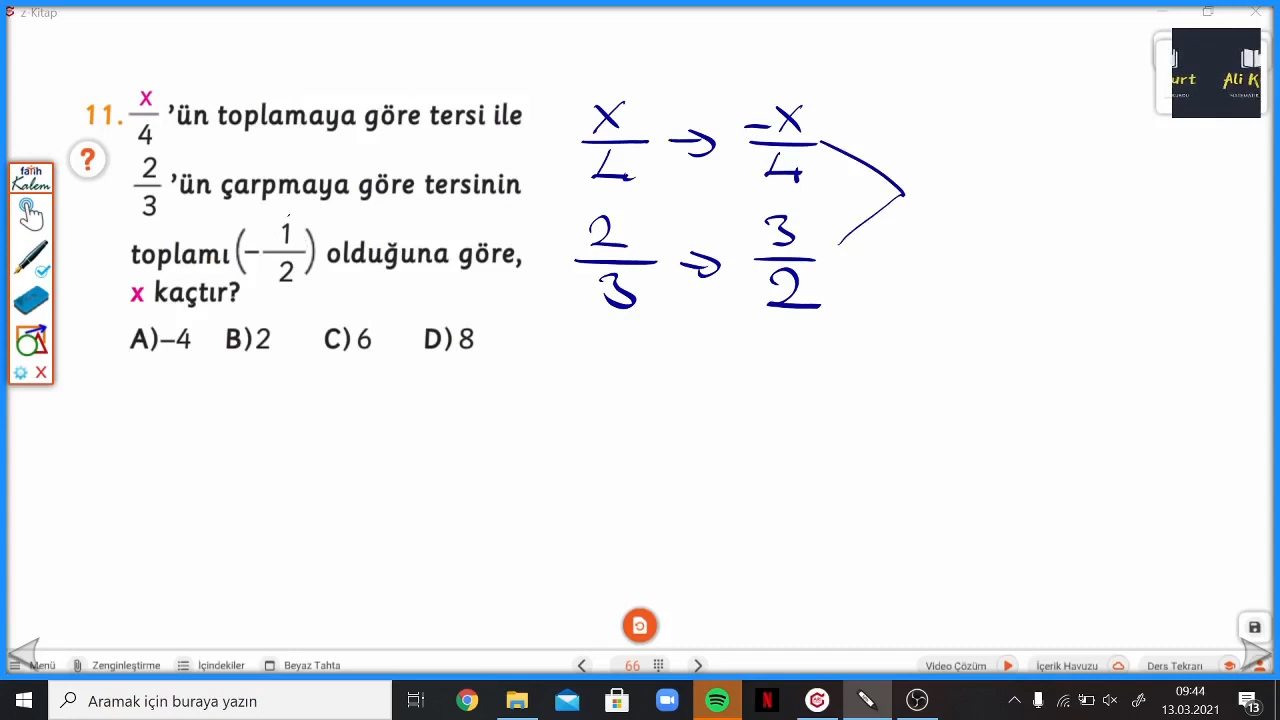 z-Kitap
urt
Ali K
11. x/4 ’ün toplamaya göre tersi ile
2/3 ’ün çarpmaya göre tersinin
toplamı (-1/2) olduğuna göre,
x kaçtır?
A)–4 B)2 C)6 D)8
x/4 → -x/4
2/3 → 3/2
?
fatih
Kalem
Menü Zenginleştirme İçindekiler Beyaz Tahta 66 Video Çözüm İçerik Havuzu Ders Tekrarı
Aramak için buraya yazın
09:44
13.03.2021
13